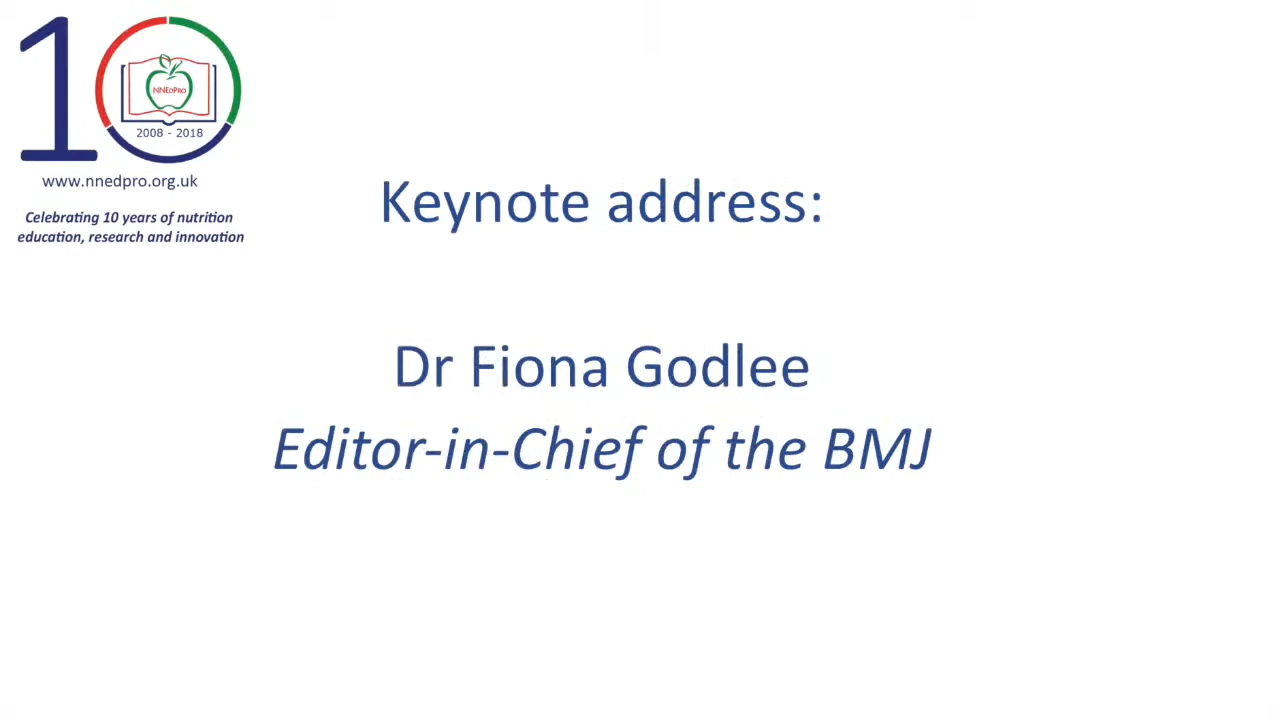 10
NNEdPro
2008 - 2018
www.nnedpro.org.uk
Celebrating 10 years of nutrition
education, research and innovation
Keynote address:
Dr Fiona Godlee
Editor-in-Chief of the BMJ